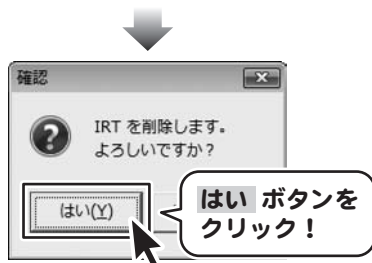 確認
IRT を削除します。
よろしいですか？
はい(Y)
はい ボタンを
クリック！